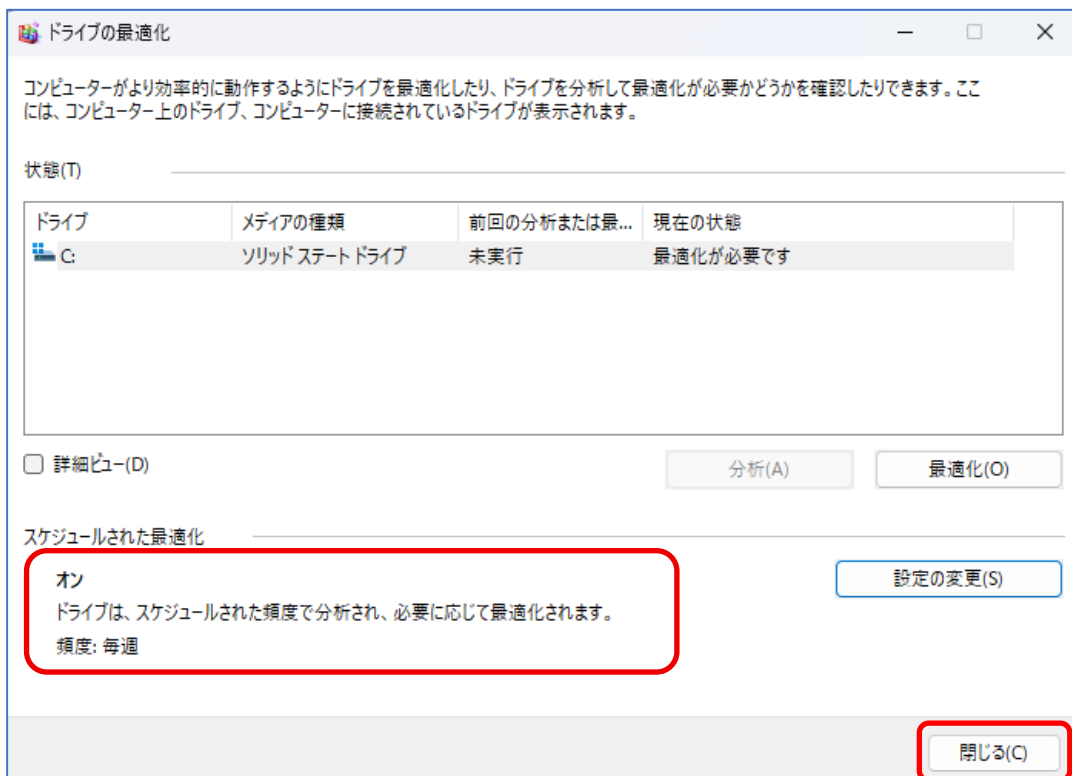 ドライブの最適化
コンピューターがより効率的に動作するようにドライブを最適化したり、ドライブを分析して最適化が必要かどうかを確認したりできます。ここ
には、コンピューター上のドライブ、コンピューターに接続されているドライブが表示されます。
状態(T)
ドライブ メディアの種類 前回の分析または最... 現在の状態
C: ソリッド ステート ドライブ 未実行 最適化が必要です
詳細ビュー(D) 分析(A) 最適化(O)
スケジュールされた最適化
オン 設定の変更(S)
ドライブは、スケジュールされた頻度で分析され、必要に応じて最適化されます。
頻度: 毎週
閉じる(C)